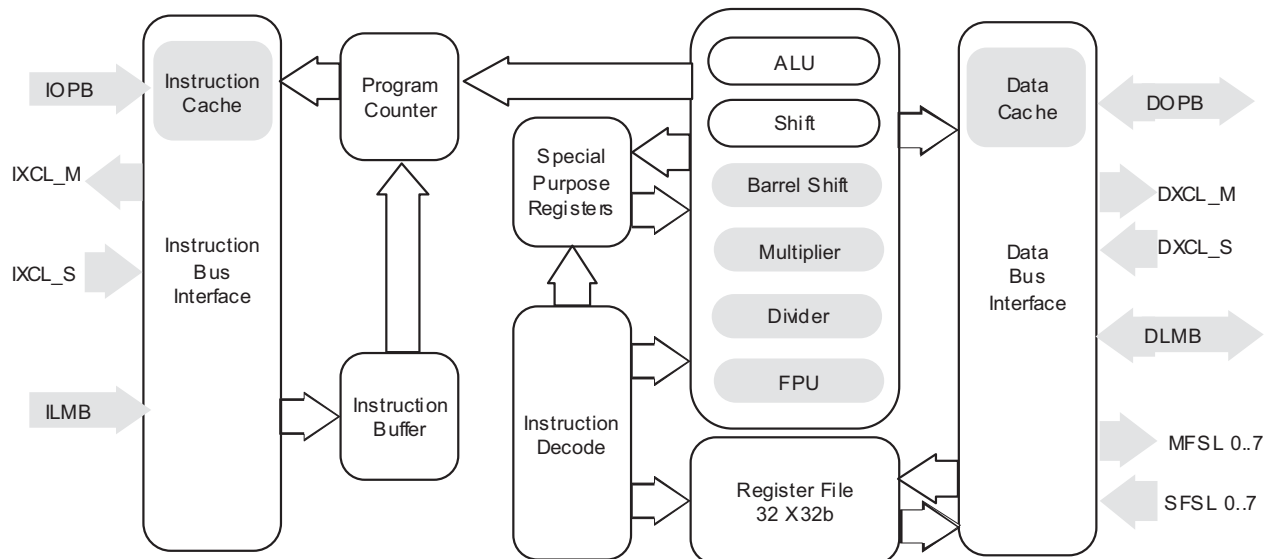 IOPB
IXCL_M
IXCL_S
ILMB
Instruction
Cache
Instruction
Bus
Interface
Program
Counter
Instruction
Buffer
Special
Purpose
Registers
Instruction
Decode
ALU
Shift
Barrel Shift
Multiplier
Divider
FPU
Register File
32 X32b
Data
Cache
Data
Bus
Interface
DOPB
DXCL_M
DXCL_S
DLMB
MFSL 0..7
SFSL 0..7